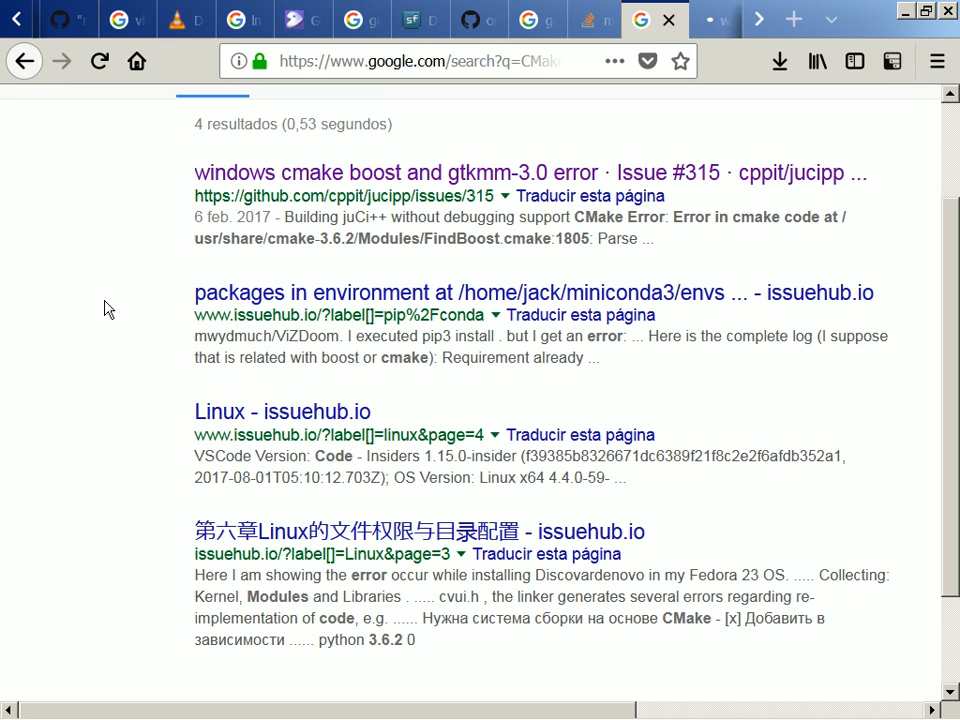 https://www.google.com/search?q=CMake
4 resultados (0,53 segundos)
windows cmake boost and gtkmm-3.0 error · Issue #315 · cppit/jucipp ...
https://github.com/cppit/jucipp/issues/315 Traducir esta página
6 feb. 2017 - Building juCi++ without debugging support CMake Error: Error in cmake code at /
usr/share/cmake-3.6.2/Modules/FindBoost.cmake:1805: Parse ...
packages in environment at /home/jack/miniconda3/envs ... - issuehub.io
www.issuehub.io/?label[]=pip%2Fconda Traducir esta página
mwydmuch/ViZDoom. I executed pip3 install . but I get an error: ... Here is the complete log (I suppose
that is related with boost or cmake): Requirement already ...
Linux - issuehub.io
www.issuehub.io/?label[]=linux&page=4 Traducir esta página
VSCode Version: Code - Insiders 1.15.0-insider (f39385b8326671dc6389f21f8c2e2f6afdb352a1,
2017-08-01T05:10:12.703Z); OS Version: Linux x64 4.4.0-59- ...
第六章Linux的文件权限与目录配置 - issuehub.io
issuehub.io/?label[]=Linux&page=3 Traducir esta página
Here I am showing the error occur while installing Discovardenovo in my Fedora 23 OS. ..... Collecting:
Kernel, Modules and Libraries . ..... cvui.h , the linker generates several errors regarding re-
implementation of code, e.g. ...... Нужна система сборки на основе CMake - [x] Добавить в
зависимости ...... python 3.6.2 0